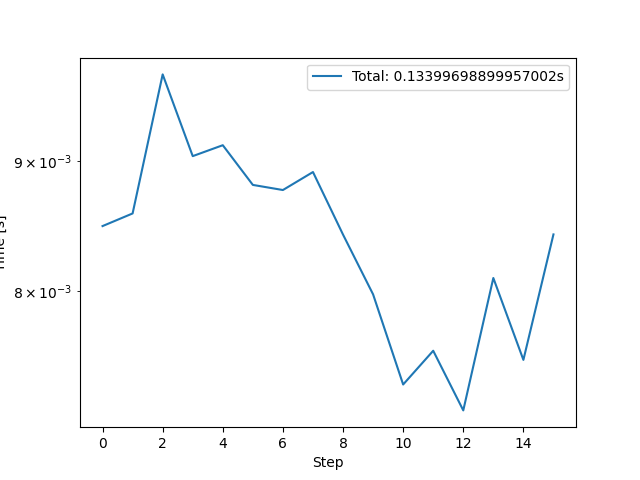 Total: 0.13399698899957002s
9 × 10⁻³
8 × 10⁻³
Time [s]
0 2 4 6 8 10 12 14
Step